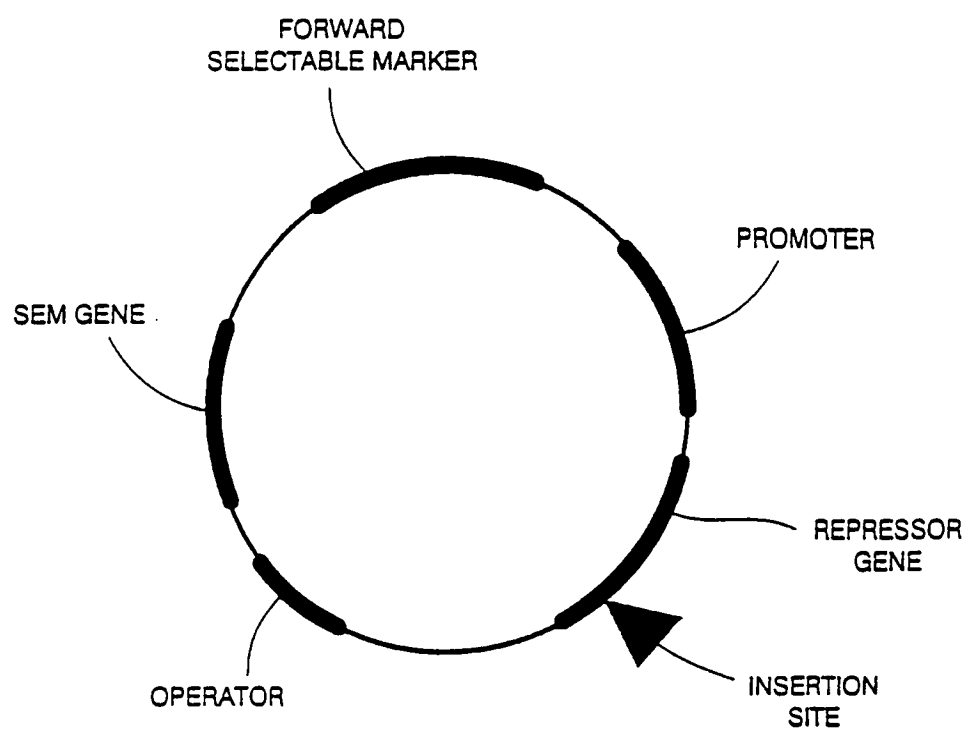 FORWARD
SELECTABLE MARKER
PROMOTER
SEM GENE
REPRESSOR
GENE
INSERTION
SITE
OPERATOR